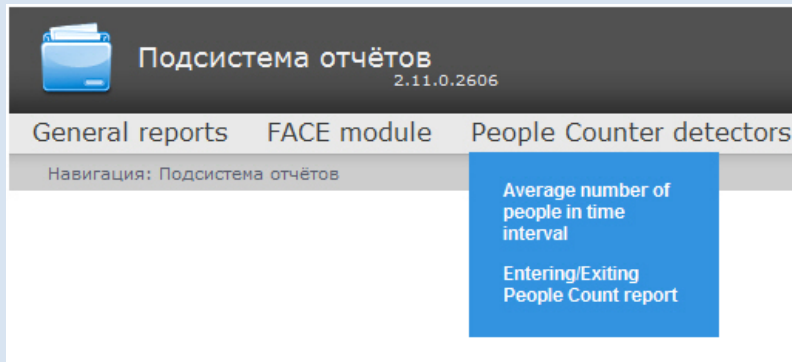 Подсистема отчётов
2.11.0.2606
General reports FACE module People Counter detectors
Навигация: Подсистема отчётов
Average number of
people in time
interval
Entering/Exiting
People Count report